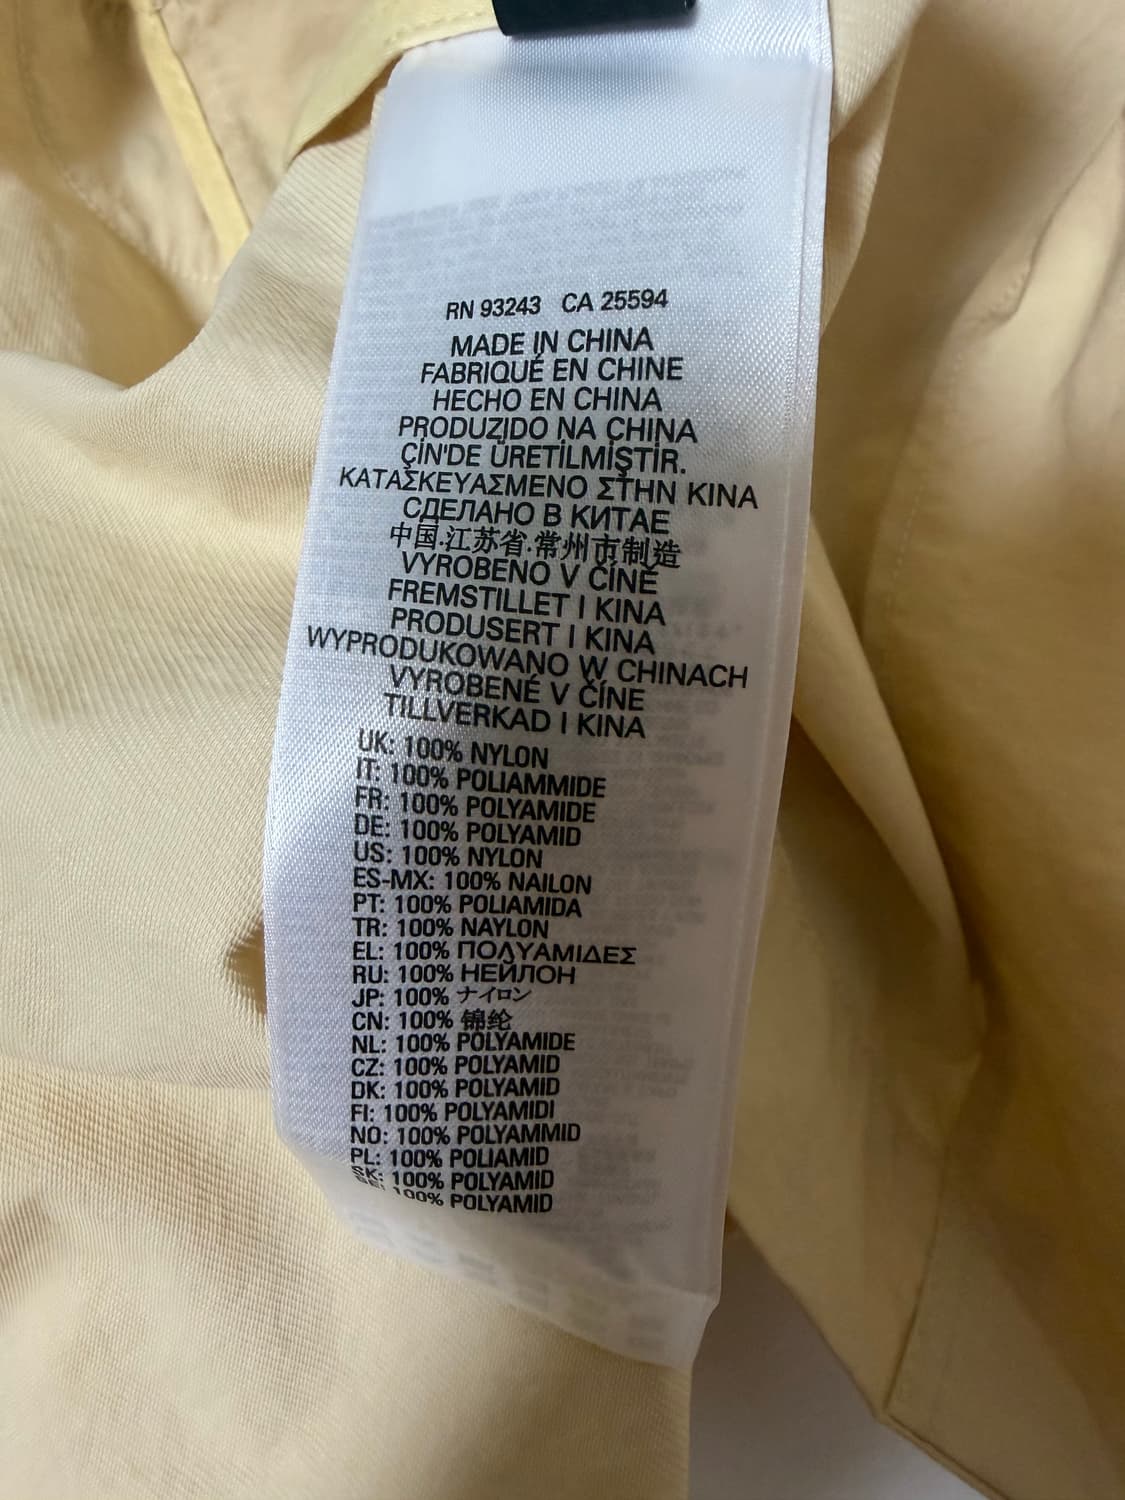 RN 93243 CA 25594
MADE IN CHINA
FABRIQUÉ EN CHINE
HECHO EN CHINA
PRODUZIDO NA CHINA
ÇİN'DE ÜRETİLMİŞTİR.
ΚΑΤΑΣΚΕΥΑΣΜΕΝΟ ΣΤΗΝ ΚΙΝΑ
СДЕЛАНО В КИТАЕ
中国.江苏省.常州市制造
VYROBENO V ČÍNĚ
FREMSTILLET I KINA
PRODUSERT I KINA
WYPRODUKOWANO W CHINACH
VYROBENÉ V ČÍNE
TILLVERKAD I KINA
UK: 100% NYLON
IT: 100% POLIAMMIDE
FR: 100% POLYAMIDE
DE: 100% POLYAMID
US: 100% NYLON
ES-MX: 100% NAILON
PT: 100% POLIAMIDA
TR: 100% NAYLON
EL: 100% ΠΟΛΥΑΜΙΔΕΣ
RU: 100% НЕЙЛОН
JP: 100% ナイロン
CN: 100% 锦纶
NL: 100% POLYAMIDE
CZ: 100% POLYAMID
DK: 100% POLYAMID
FI: 100% POLYAMIDI
NO: 100% POLYAMMID
PL: 100% POLIAMID
SK: 100% POLYAMID
SE: 100% POLYAMID